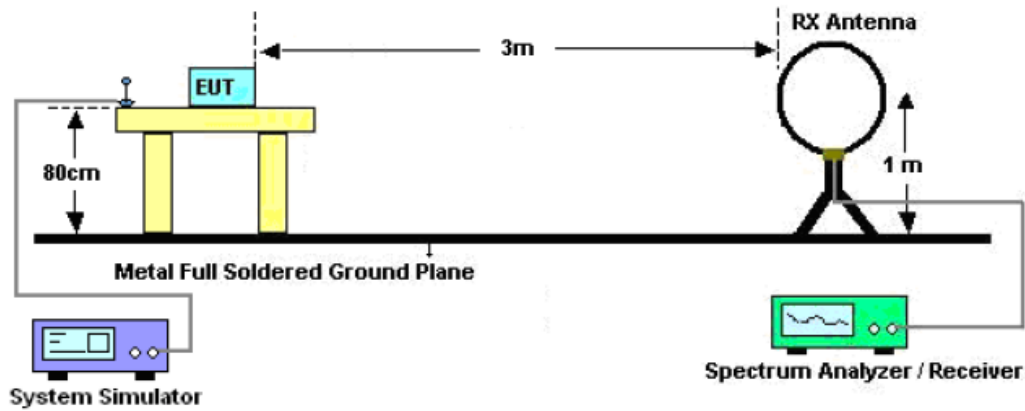 RX Antenna
3m
EUT
80cm
1 m
Metal Full Soldered Ground Plane
System Simulator
Spectrum Analyzer / Receiver